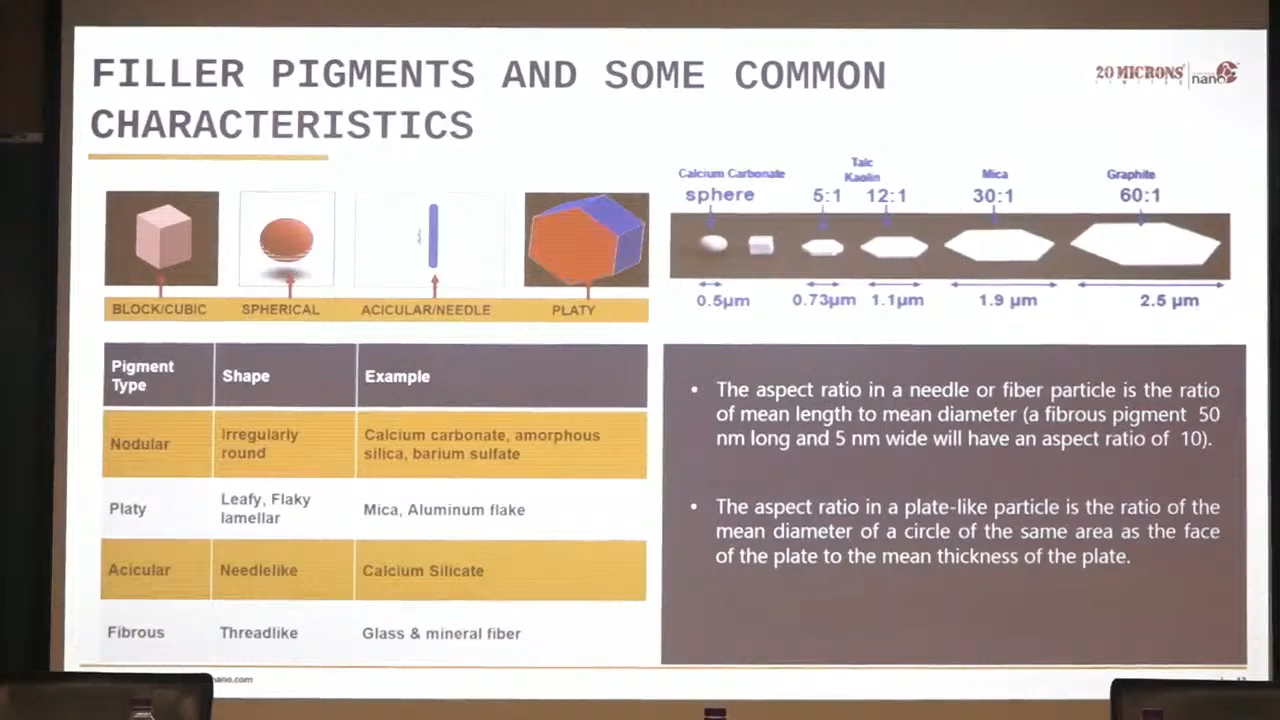 FILLER PIGMENTS AND SOME COMMON
CHARACTERISTICS
20 MICRONS
LIMITED
nano
BLOCK/CUBIC
SPHERICAL
ACICULAR/NEEDLE
PLATY
Calcium Carbonate
sphere
Talc
Kaolin
5:1
12:1
Mica
30:1
Graphite
60:1
0.5µm
0.73µm
1.1µm
1.9 µm
2.5 µm
Pigment
Type
Shape
Example
Nodular
Irregularly
round
Calcium carbonate, amorphous
silica, barium sulfate
Platy
Leafy, Flaky
lamellar
Mica, Aluminum flake
Acicular
Needlelike
Calcium Silicate
Fibrous
Threadlike
Glass & mineral fiber
• The aspect ratio in a needle or fiber particle is the ratio
of mean length to mean diameter (a fibrous pigment 50
nm long and 5 nm wide will have an aspect ratio of 10).
• The aspect ratio in a plate-like particle is the ratio of the
mean diameter of a circle of the same area as the face
of the plate to the mean thickness of the plate.
nano.com